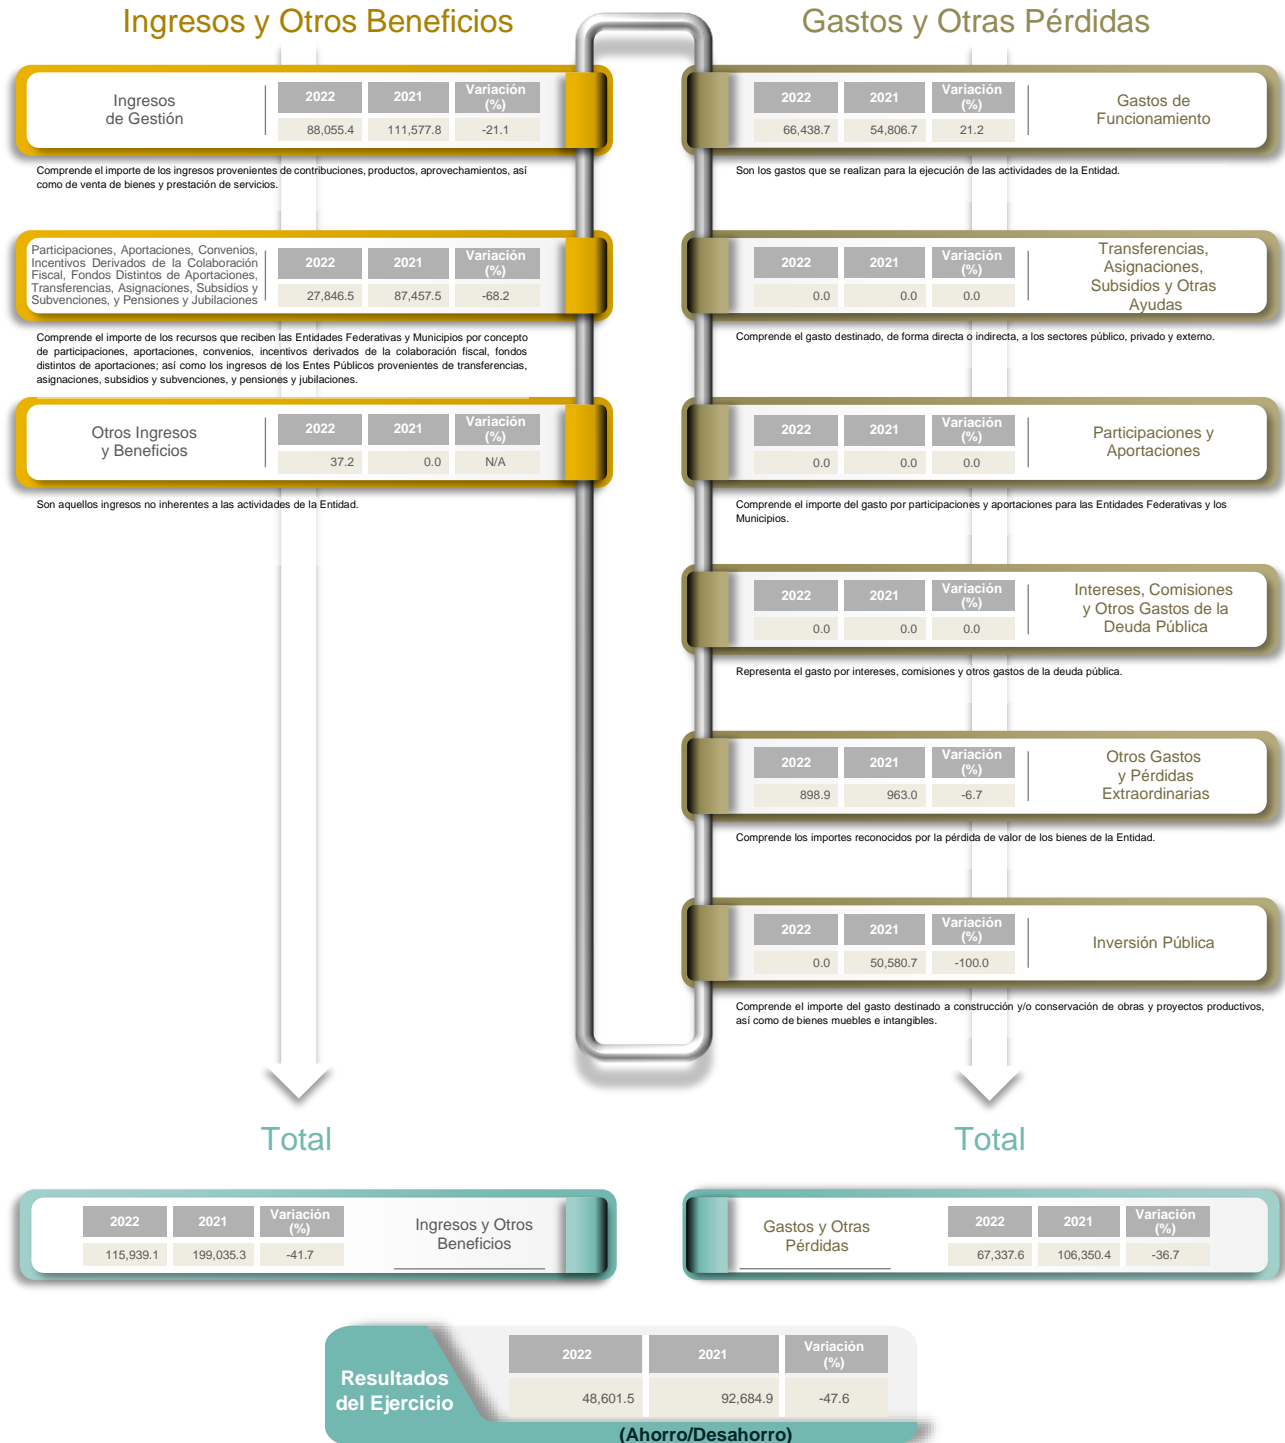 Ingresos y Otros Beneficios
Ingresos
de Gestión
2022 2021 Variación
(%)
88,055.4 111,577.8 -21.1
Comprende el importe de los ingresos provenientes de contribuciones, productos, aprovechamientos, así
como de venta de bienes y prestación de servicios.
Participaciones, Aportaciones, Convenios,
Incentivos Derivados de la Colaboración
Fiscal, Fondos Distintos de Aportaciones,
Transferencias, Asignaciones, Subsidios y
Subvenciones, y Pensiones y Jubilaciones
2022 2021 Variación
(%)
27,846.5 87,457.5 -68.2
Comprende el importe de los recursos que reciben las Entidades Federativas y Municipios por concepto
de participaciones, aportaciones, convenios, incentivos derivados de la colaboración fiscal, fondos
distintos de aportaciones; así como los ingresos de los Entes Públicos provenientes de transferencias,
asignaciones, subsidios y subvenciones, y pensiones y jubilaciones.
Otros Ingresos
y Beneficios
2022 2021 Variación
(%)
37.2 0.0 N/A
Son aquellos ingresos no inherentes a las actividades de la Entidad.
Gastos y Otras Pérdidas
2022 2021 Variación
(%)
66,438.7 54,806.7 21.2
Gastos de
Funcionamiento
Son los gastos que se realizan para la ejecución de las actividades de la Entidad.
2022 2021 Variación
(%)
0.0 0.0 0.0
Transferencias,
Asignaciones,
Subsidios y Otras
Ayudas
Comprende el gasto destinado, de forma directa o indirecta, a los sectores público, privado y externo.
2022 2021 Variación
(%)
0.0 0.0 0.0
Participaciones y
Aportaciones
Comprende el importe del gasto por participaciones y aportaciones para las Entidades Federativas y los
Municipios.
2022 2021 Variación
(%)
0.0 0.0 0.0
Intereses, Comisiones
y Otros Gastos de la
Deuda Pública
Representa el gasto por intereses, comisiones y otros gastos de la deuda pública.
2022 2021 Variación
(%)
898.9 963.0 -6.7
Otros Gastos
y Pérdidas
Extraordinarias
Comprende los importes reconocidos por la pérdida de valor de los bienes de la Entidad.
2022 2021 Variación
(%)
0.0 50,580.7 -100.0
Inversión Pública
Comprende el importe del gasto destinado a construcción y/o conservación de obras y proyectos productivos,
así como de bienes muebles e intangibles.
Total
2022 2021 Variación
(%)
115,939.1 199,035.3 -41.7
Ingresos y Otros
Beneficios
Total
Gastos y Otras
Pérdidas
2022 2021 Variación
(%)
67,337.6 106,350.4 -36.7
Resultados
del Ejercicio
2022 2021 Variación
(%)
48,601.5 92,684.9 -47.6
(Ahorro/Desahorro)